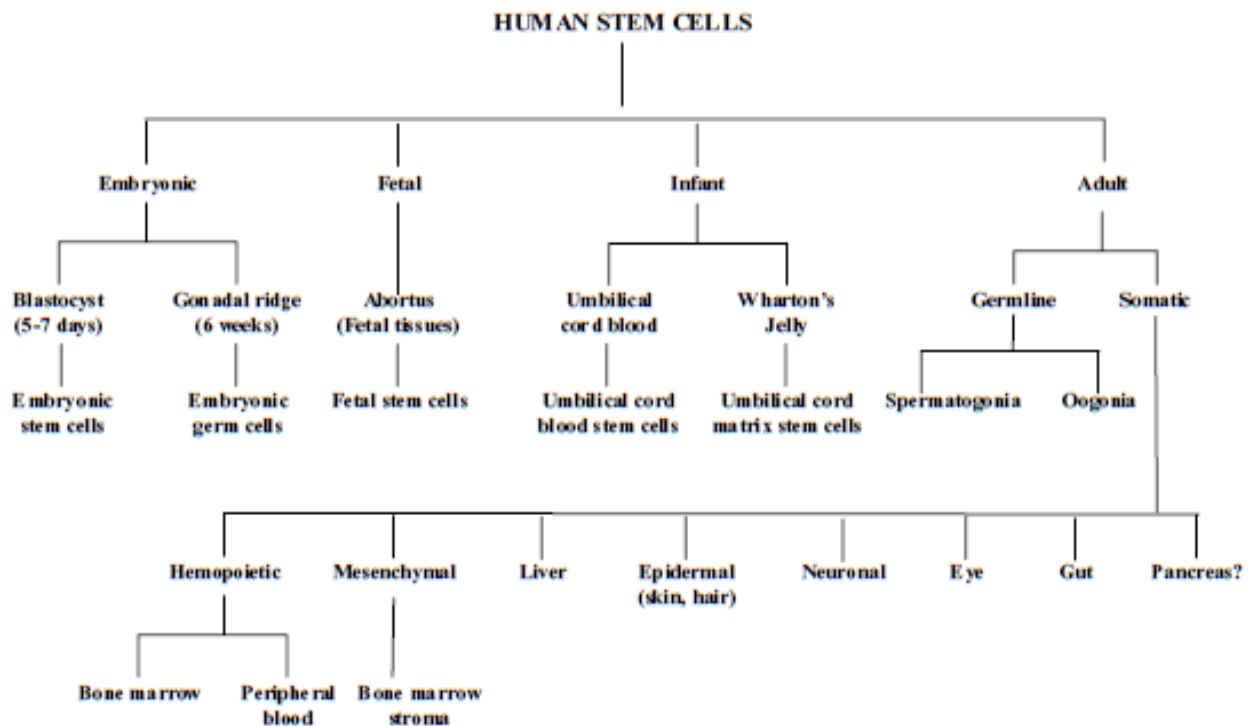 HUMAN STEM CELLS
Embryonic
Fetal
Infant
Adult
Blastocyst
(5-7 days)
Gonadal ridge
(6 weeks)
Abortus
(Fetal tissues)
Umbilical
cord blood
Wharton's
Jelly
Germline
Somatic
Embryonic
stem cells
Embryonic
germ cells
Fetal stem cells
Umbilical cord
blood stem cells
Umbilical cord
matrix stem cells
Spermatogonia
Oogonia
Hemopoietic
Mesenchymal
Liver
Epidermal
(skin, hair)
Neuronal
Eye
Gut
Pancreas?
Bone marrow
Peripheral
blood
Bone marrow
stroma